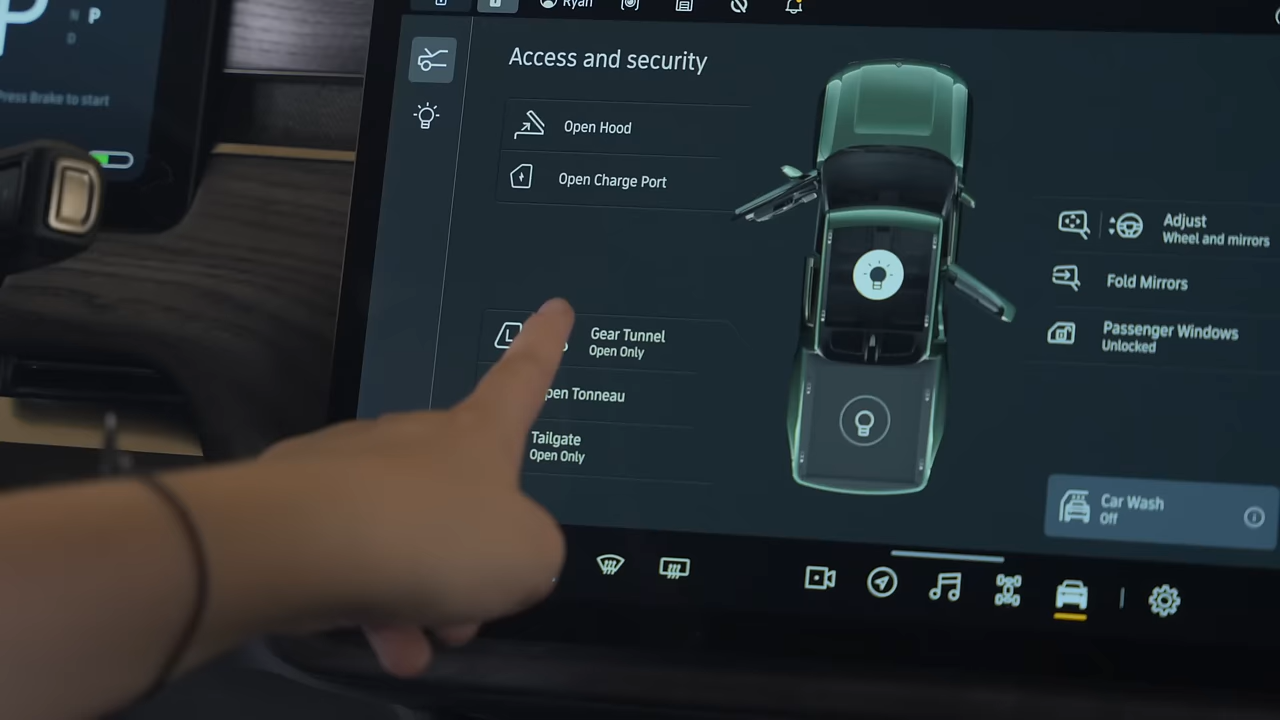 Ryan
P
N
P
D
Press Brake to start
Access and security
Open Hood
Open Charge Port
L
Gear Tunnel
Open Only
Open Tonneau
Tailgate
Open Only
Adjust
Wheel and mirrors
Fold Mirrors
Passenger Windows
Unlocked
Car Wash
Off